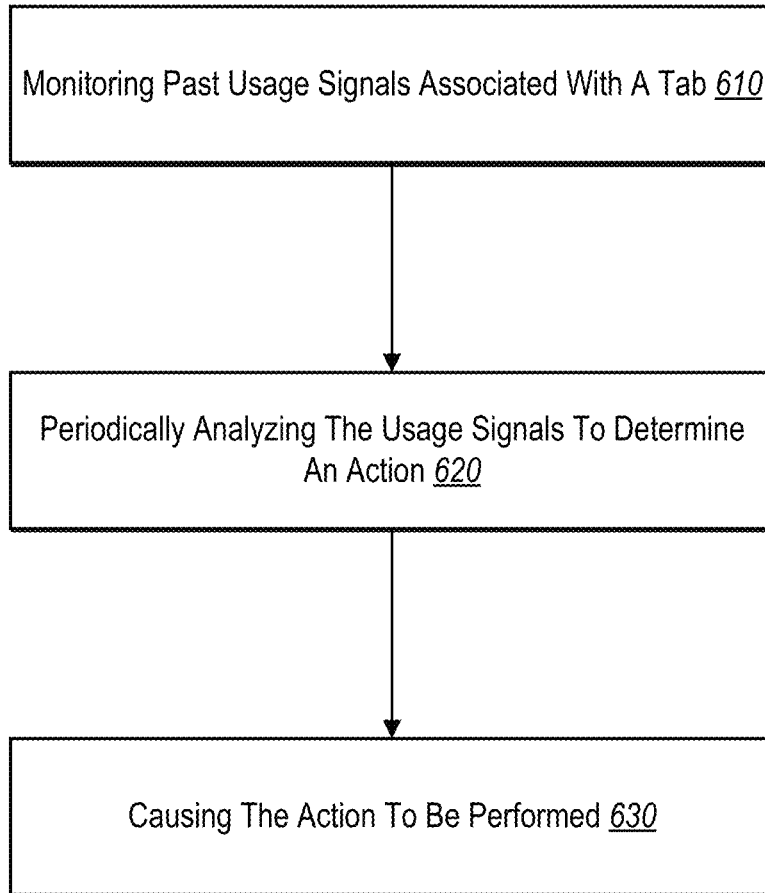 Monitoring Past Usage Signals Associated With A Tab 610
Periodically Analyzing The Usage Signals To Determine
An Action 620
Causing The Action To Be Performed 630